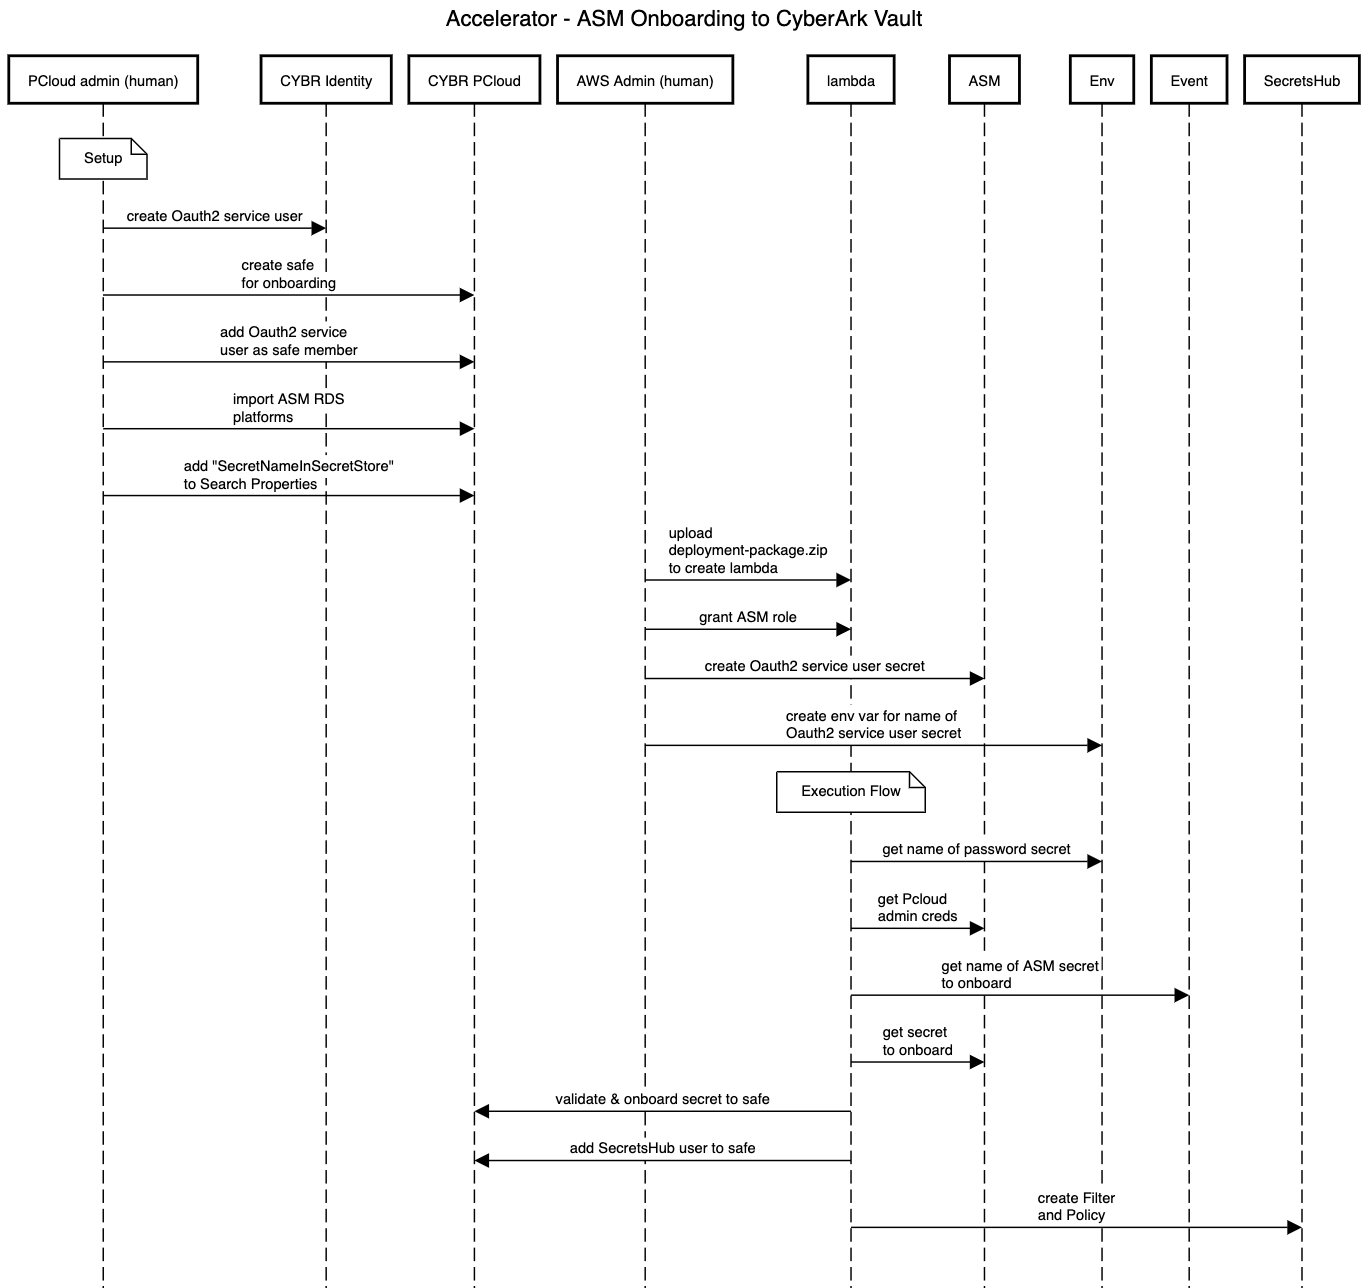 Accelerator - ASM Onboarding to CyberArk Vault
PCloud admin (human)
CYBR Identity
CYBR PCloud
AWS Admin (human)
lambda
ASM
Env
Event
SecretsHub
Setup
create Oauth2 service user
create safe
for onboarding
add Oauth2 service
user as safe member
import ASM RDS
platforms
add "SecretNameInSecretStore"
to Search Properties
upload
deployment-package.zip
to create lambda
grant ASM role
create Oauth2 service user secret
create env var for name of
Oauth2 service user secret
Execution Flow
get name of password secret
get Pcloud
admin creds
get name of ASM secret
to onboard
get secret
to onboard
validate & onboard secret to safe
add SecretsHub user to safe
create Filter
and Policy